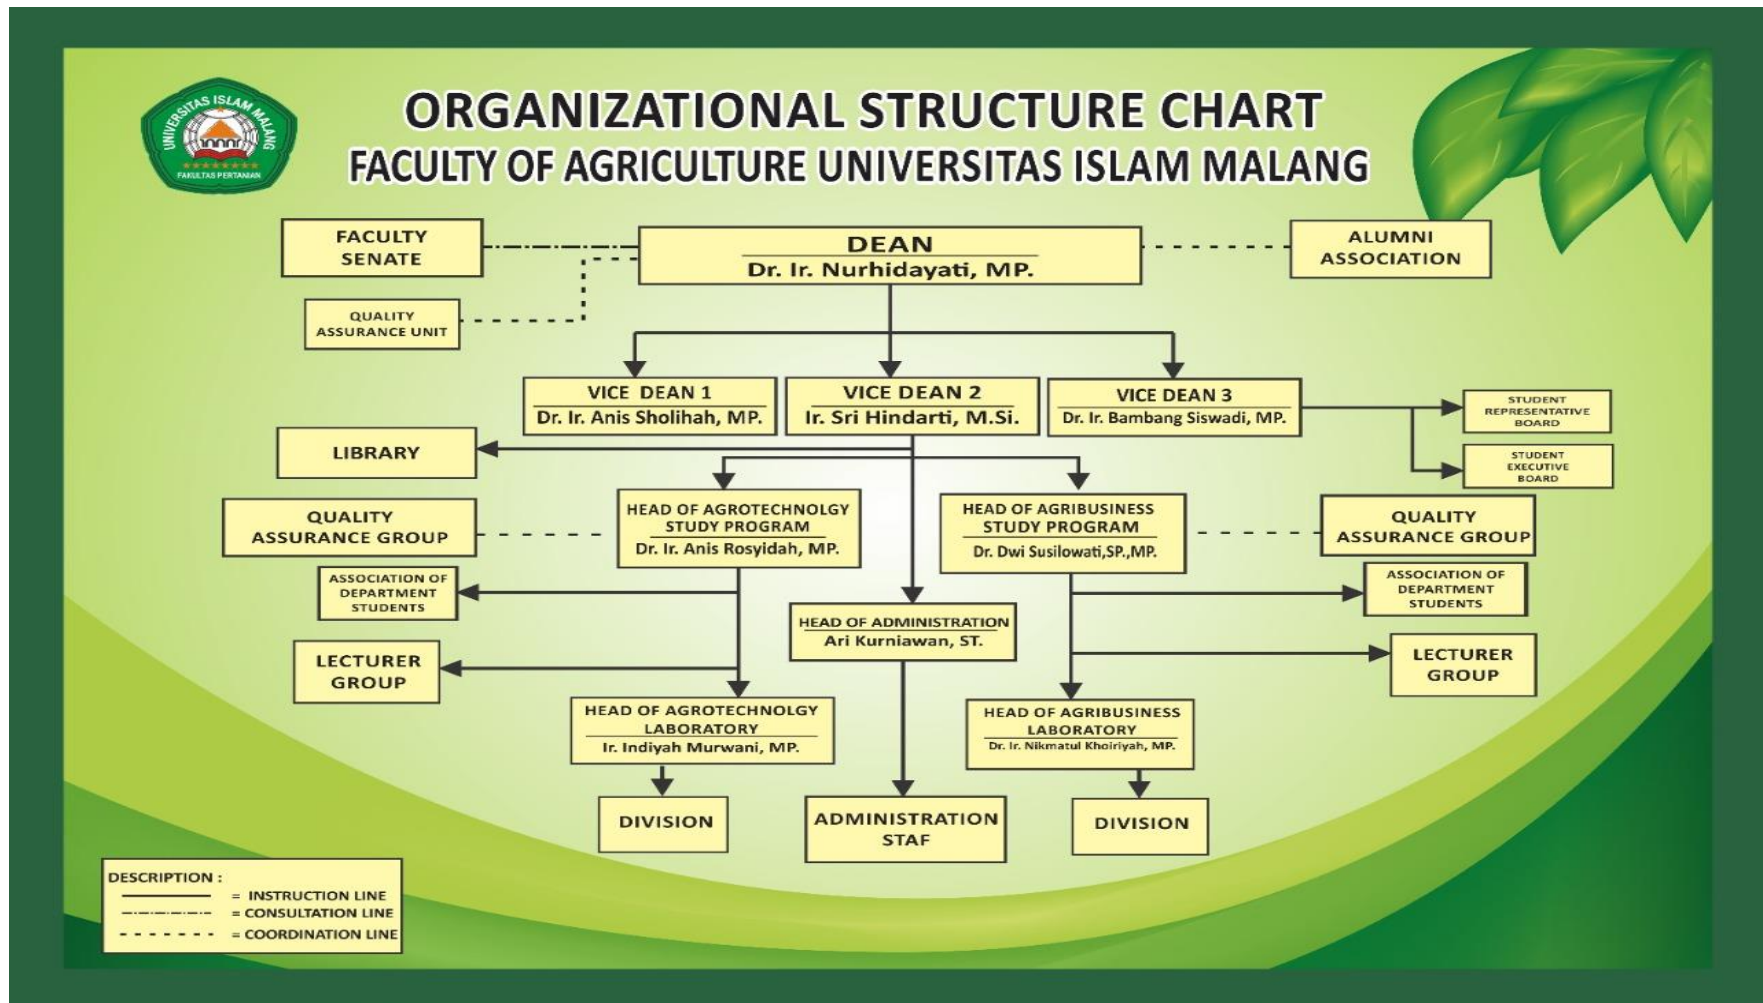 UNIVERSITAS ISLAM MALANG
FAKULTAS PERTANIAN
ORGANIZATIONAL STRUCTURE CHART
FACULTY OF AGRICULTURE UNIVERSITAS ISLAM MALANG
FACULTY
SENATE
DEAN
Dr. Ir. Nurhidayati, MP.
ALUMNI
ASSOCIATION
QUALITY
ASSURANCE UNIT
VICE DEAN 1
Dr. Ir. Anis Sholihah, MP.
VICE DEAN 2
Ir. Sri Hindarti, M.Si.
VICE DEAN 3
Dr. Ir. Bambang Siswadi, MP.
STUDENT
REPRESENTATIVE
BOARD
LIBRARY
STUDENT
EXECUTIVE
BOARD
QUALITY
ASSURANCE GROUP
HEAD OF AGROTECHNOLGY
STUDY PROGRAM
Dr. Ir. Anis Rosyidah, MP.
HEAD OF AGRIBUSINESS
STUDY PROGRAM
Dr. Dwi Susilowati,SP.,MP.
QUALITY
ASSURANCE GROUP
ASSOCIATION OF
DEPARTMENT
STUDENTS
HEAD OF ADMINISTRATION
Ari Kurniawan, ST.
ASSOCIATION OF
DEPARTMENT
STUDENTS
LECTURER
GROUP
LECTURER
GROUP
HEAD OF AGROTECHNOLGY
LABORATORY
Ir. Indiyah Murwani, MP.
HEAD OF AGRIBUSINESS
LABORATORY
Dr. Ir. Nikmatul Khoiriyah, MP.
DIVISION
ADMINISTRATION
STAF
DIVISION
DESCRIPTION :
= INSTRUCTION LINE
= CONSULTATION LINE
= COORDINATION LINE